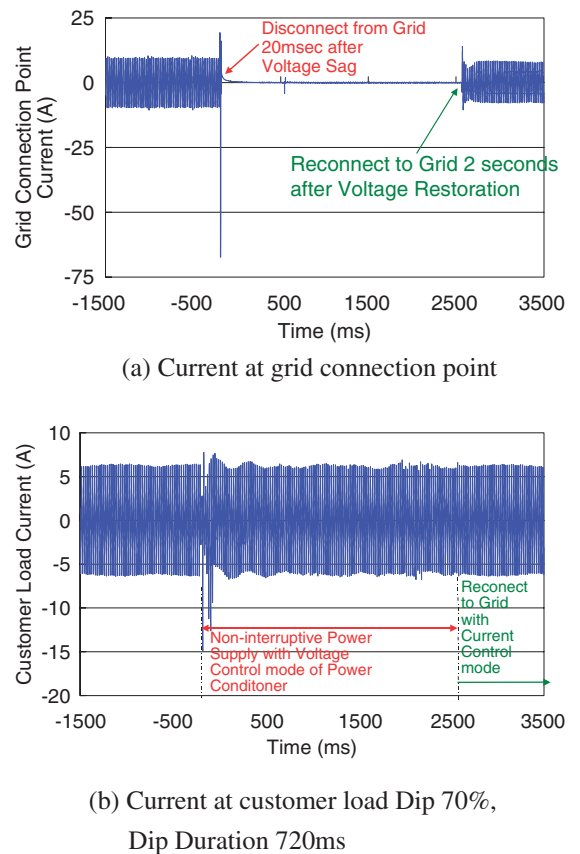 25
0
-25
-50
-75
Grid Connection Point
Current (A)
Disconnect from Grid
20msec after
Voltage Sag
Reconnect to Grid 2 seconds
after Voltage Restoration
-1500 -500 500 1500 2500 3500
Time (ms)
(a) Current at grid connection point
10
5
0
-5
-10
-15
-20
Customer Load Current (A)
Non-interruptive Power
Supply with Voltage
Control mode of Power
Conditoner
Reconect
to Grid
with
Current
Control
mode
-1500 -500 500 1500 2500 3500
Time (ms)
(b) Current at customer load Dip 70%,
Dip Duration 720ms